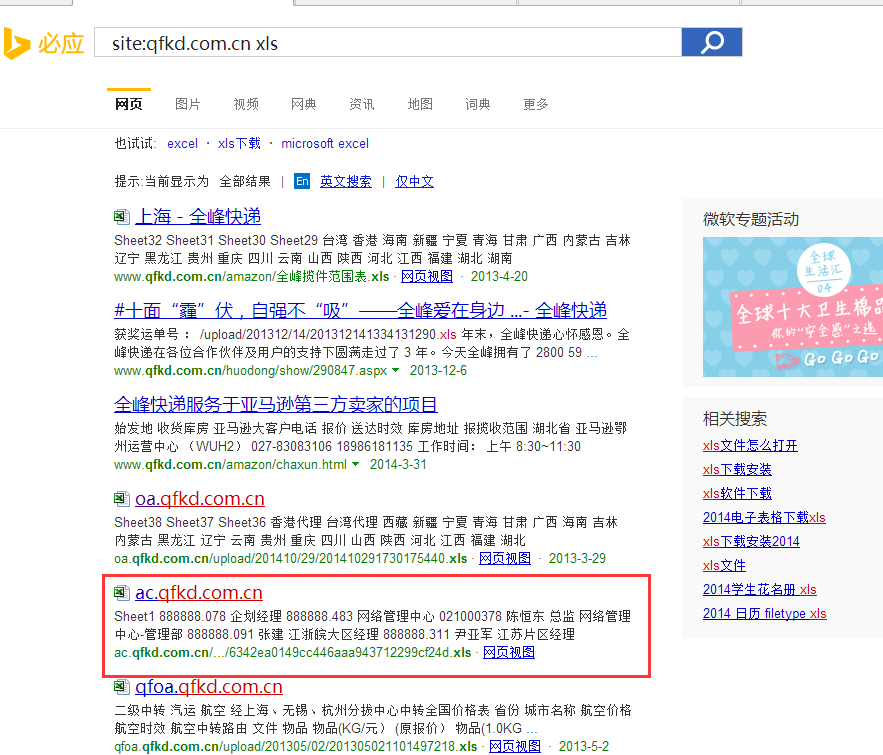 必应
site:qfkd.com.cn xls
网页 图片 视频 网典 资讯 地图 词典 更多
也试试: excel · xls下载 · microsoft excel
提示:当前显示为 全部结果 | En 英文搜索 | 仅中文
上海 - 全峰快递
Sheet32 Sheet31 Sheet30 Sheet29 台湾 香港 海南 新疆 宁夏 青海 甘肃 广西 内蒙古 吉林
辽宁 黑龙江 贵州 重庆 四川 云南 山西 陕西 河北 江西 福建 湖北 湖南
www.qfkd.com.cn/amazon/全峰揽件范围表.xls · 网页视图 · 2013-4-20
#十面“霾”伏，自强不“吸”——全峰爱在身边 ...- 全峰快递
获奖运单号： /upload/201312/14/201312141334131290.xls 年末，全峰快递心怀感恩。全
峰快递在各位合作伙伴及用户的支持下圆满走过了 3 年。今天全峰拥有了 2800 59 ...
www.qfkd.com.cn/huodong/show/290847.aspx 2013-12-6
全峰快递服务于亚马逊第三方卖家的项目
始发地 收货库房 亚马逊大客户电话 报价 送达时效 库房地址 报揽收范围 湖北省 亚马逊鄂
州运营中心 （WUH2） 027-83083106 18986181135 工作时间： 上午 8:30~11:30
www.qfkd.com.cn/amazon/chaxun.html 2014-3-31
oa.qfkd.com.cn
Sheet38 Sheet37 Sheet36 香港代理 台湾代理 西藏 新疆 宁夏 青海 甘肃 广西 海南 吉林
内蒙古 黑龙江 辽宁 云南 贵州 重庆 四川 山西 陕西 河北 江西 福建 湖北
oa.qfkd.com.cn/upload/201410/29/201410291730175440.xls · 网页视图 · 2013-3-29
ac.qfkd.com.cn
Sheet1 888888.078 企划经理 888888.483 网络管理中心 021000378 陈恒东 总监 网络管理
中心-管理部 888888.091 张建 江浙皖大区经理 888888.311 尹亚军 江苏片区经理
ac.qfkd.com.cn/.../6342ea0149cc446aaa943712299cf24d.xls · 网页视图
qfoa.qfkd.com.cn
二级中转 汽运 航空 经上海、无锡、杭州分拨中心中转全国价格表 省份 城市名称 航空价格
航空时效 航空中转路由 文件 物品 物品(KG/元） (原报价） 物品(1.0KG ...
qfoa.qfkd.com.cn/upload/201305/02/201305021101497218.xls · 网页视图 · 2013-5-2
微软专题活动
全球
生活汇
04
全球十大卫生棉品
你的“安全感”之选
Go Go Go
相关搜索
xls文件怎么打开
xls下载安装
xls软件下载
2014电子表格下载xls
xls下载安装2014
xls文件
2014学生花名册 xls
2014 日历 filetype xls